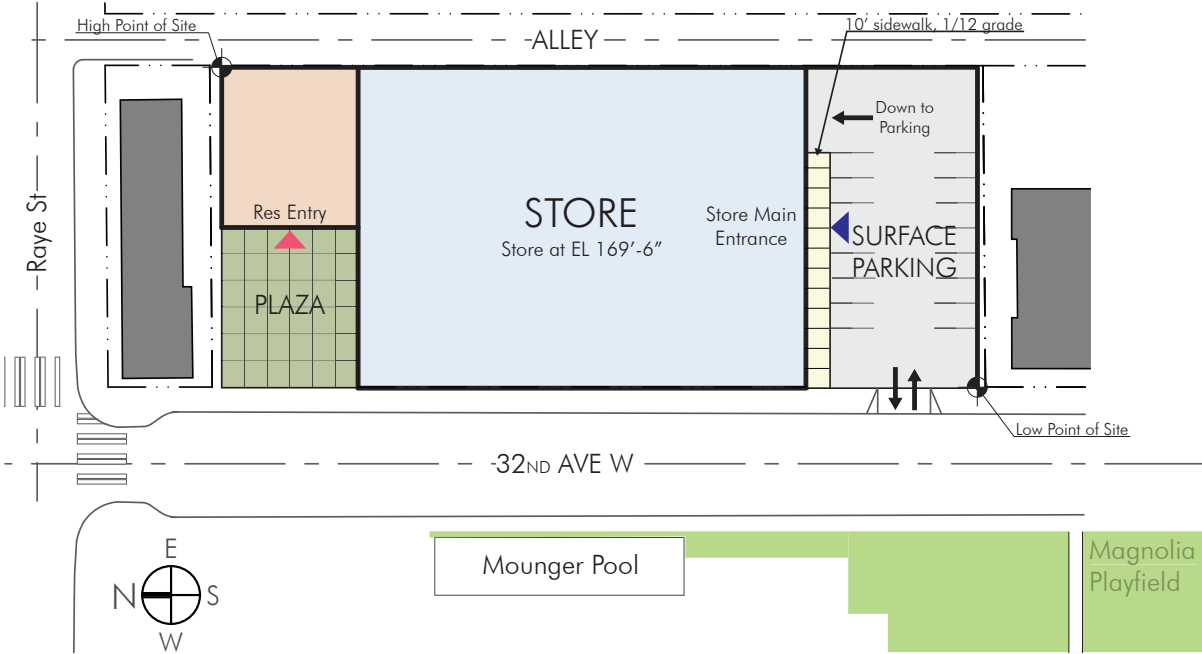 High Point of Site
10’ sidewalk, 1/12 grade
ALLEY
Down to
Parking
Raye St
Res Entry
STORE
Store at EL 169’-6”
Store Main
Entrance
SURFACE
PARKING
PLAZA
Low Point of Site
32ND AVE W
E
N
S
W
Mounger Pool
Magnolia
Playfield